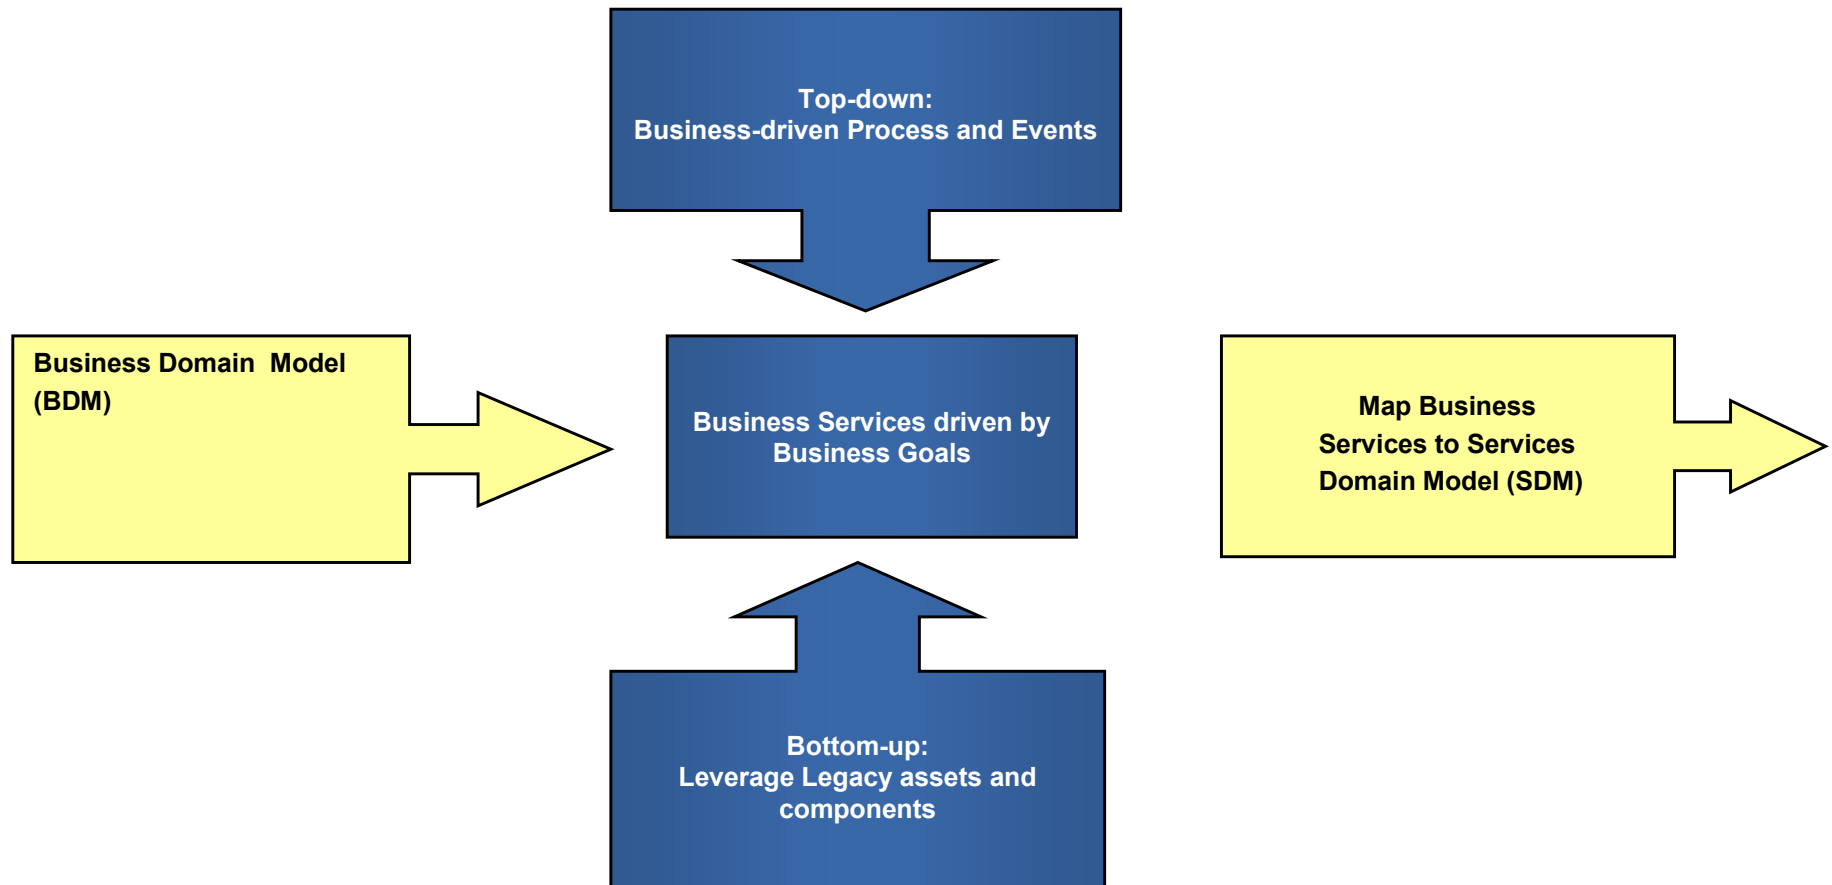 Top-down:
Business-driven Process and Events
Business Domain  Model
(BDM)
Business Services driven by
Business Goals
Map Business
Services to Services
Domain Model (SDM)
Bottom-up:
Leverage Legacy assets and
components